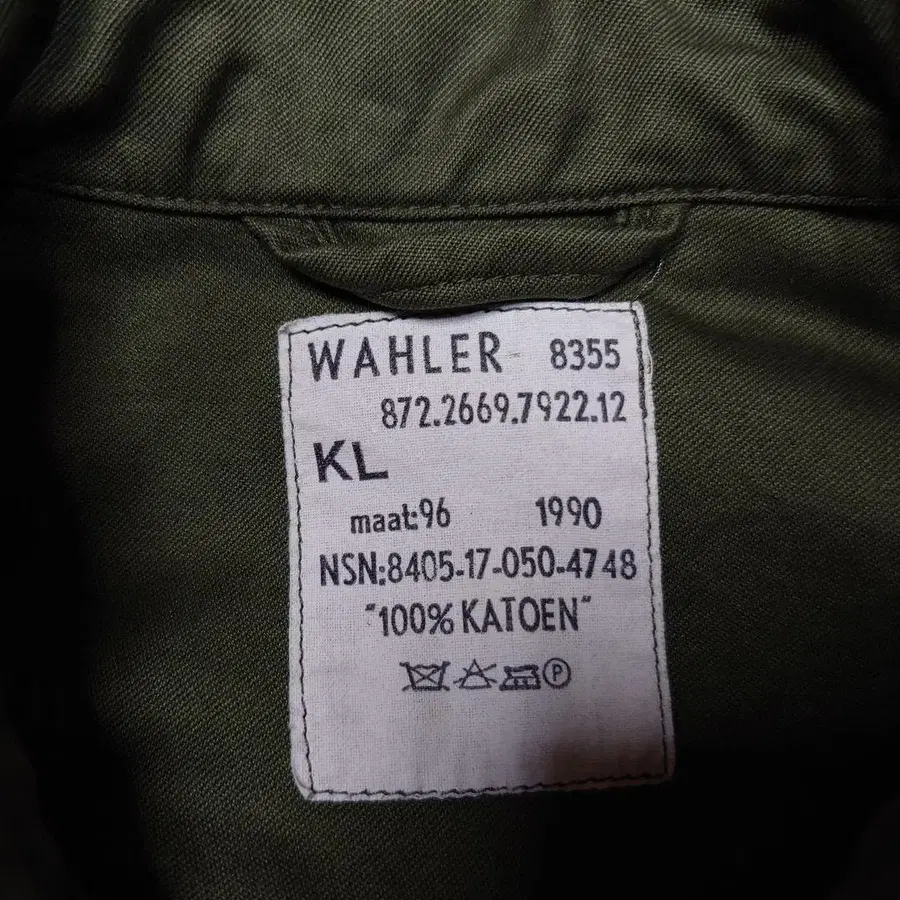 WAHLER 8355
872.2669.7922.12
KL
maat:96 1990
NSN:8405-17-050-4748
"100% KATOEN"
P